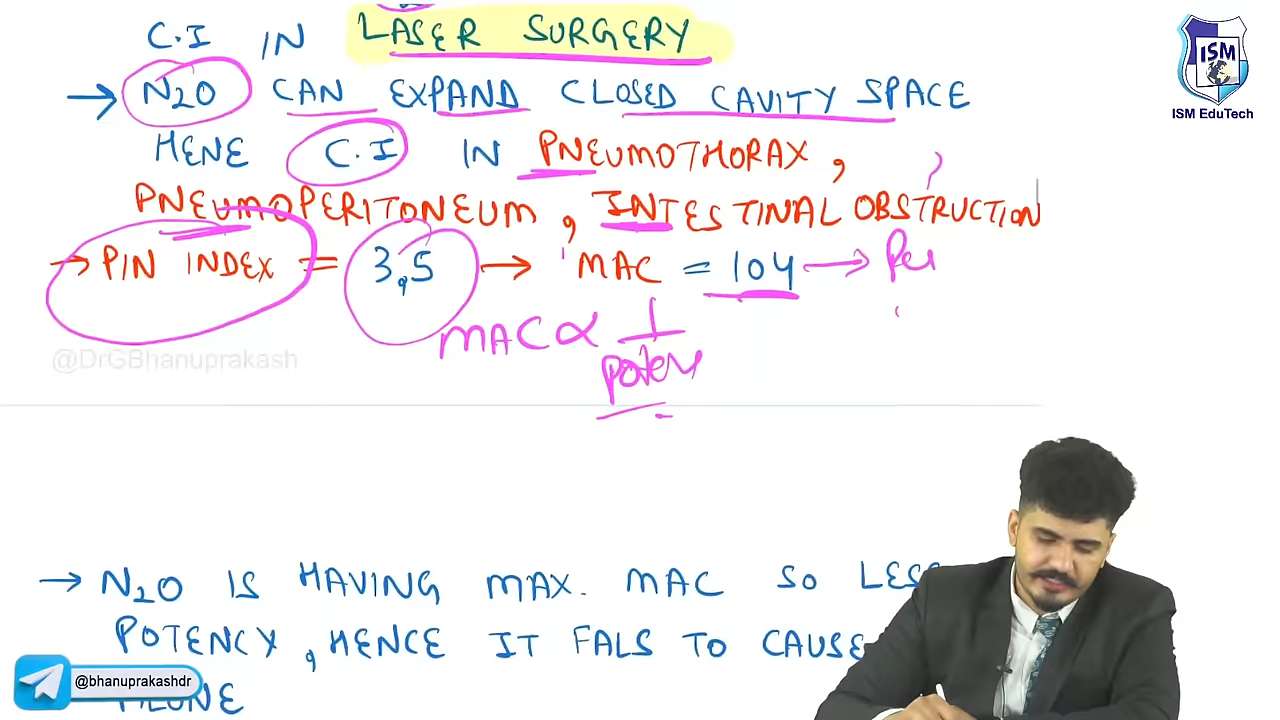 C.I IN LASER SURGERY
→ N2O CAN EXPAND CLOSED CAVITY SPACE
HENE C.I IN PNEUMOTHORAX,
PNEUMOPERITONEUM, INTESTINAL OBSTRUCTION
→ PIN INDEX = 3,5 → MAC = 104 → Per
MAC ∝ 1
@DrGBhanuprakash
→ N2O IS HAVING MAX. MAC SO
POTENCY, HENCE IT FALS TO CAUSE
@bhanuprakashdr
ALONE
ISM
ISM EduTech